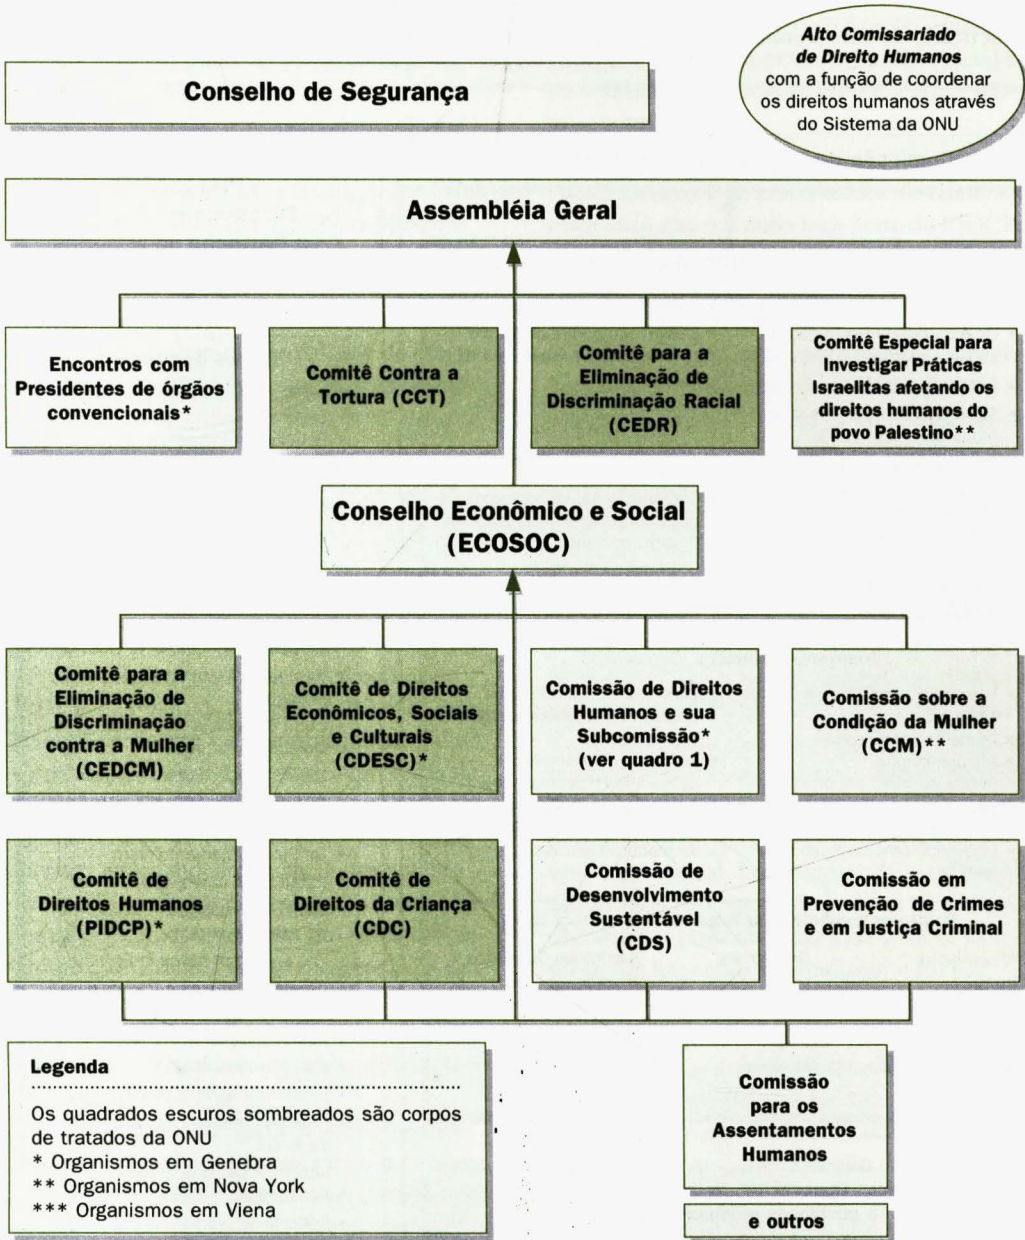 Alto Comissariado
de Direito Humanos
com a função de coordenar
os direitos humanos através
do Sistema da ONU
Conselho de Segurança
Assembléia Geral
Encontros com
Presidentes de órgãos
convencionais*
Comitê Contra a
Tortura (CCT)
Comitê para a
Eliminação de
Discriminação Racial
(CEDR)
Comitê Especial para
Investigar Práticas
Israelitas afetando os
direitos humanos do
povo Palestino**
Conselho Econômico e Social
(ECOSOC)
Comitê para a
Eliminação de
Discriminação
contra a Mulher
(CEDCM)
Comitê de Direitos
Econômicos, Sociais
e Culturais
(CDESC)*
Comissão de Direitos
Humanos e sua
Subcomissão*
(ver quadro 1)
Comissão sobre a
Condição da Mulher
(CCM)**
Comitê de
Direitos Humanos
(PIDCP)*
Comitê de
Direitos da Criança
(CDC)
Comissão de
Desenvolvimento
Sustentável
(CDS)
Comissão em
Prevenção de Crimes
e em Justiça Criminal
Legenda
Os quadrados escuros sombreados são corpos
de tratados da ONU
* Organismos em Genebra
** Organismos em Nova York
*** Organismos em Viena
Comissão
para os
Assentamentos
Humanos
e outros